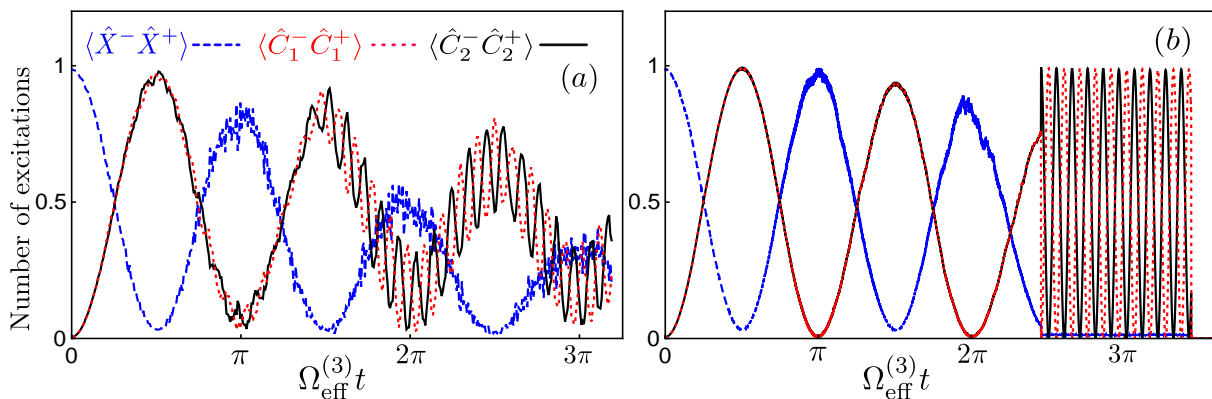 ⟨X̂⁻X̂⁺⟩ ⟨Ĉ₁⁻Ĉ₁⁺⟩ ⟨Ĉ₂⁻Ĉ₂⁺⟩
(a)
(b)
Number of excitations
1
0.5
0
0 π 2π 3π
Ω_eff^(3) t
1
0.5
0
0 π 2π 3π
Ω_eff^(3) t